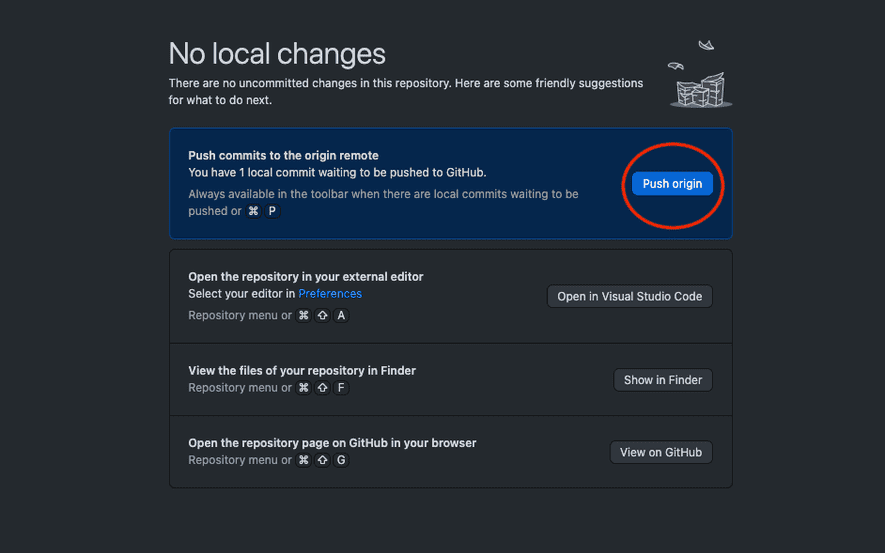 No local changes
There are no uncommitted changes in this repository. Here are some friendly suggestions
for what to do next.
Push commits to the origin remote
You have 1 local commit waiting to be pushed to GitHub.
Always available in the toolbar when there are local commits waiting to be
pushed or ⌘ P
Push origin
Open the repository in your external editor
Select your editor in Preferences
Repository menu or ⌘ ⇧ A
Open in Visual Studio Code
View the files of your repository in Finder
Repository menu or ⌘ ⇧ F
Show in Finder
Open the repository page on GitHub in your browser
Repository menu or ⌘ ⇧ G
View on GitHub